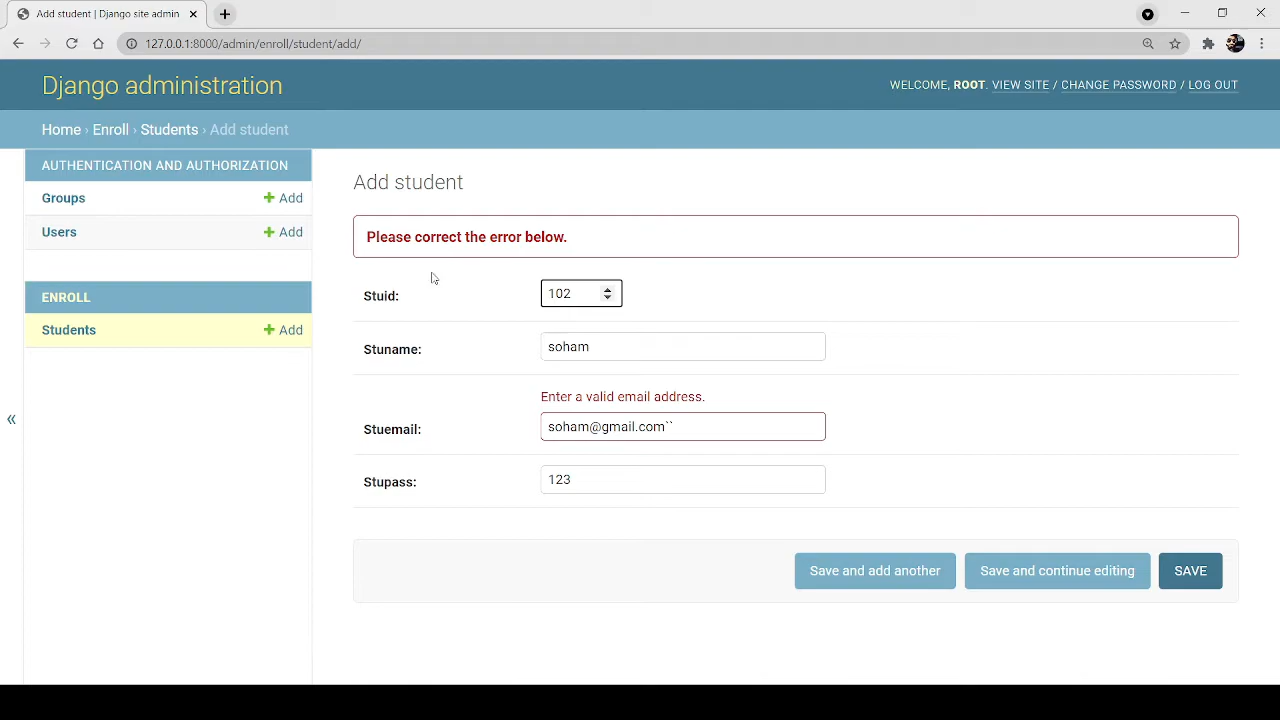 Add student | Django site admin
127.0.0.1:8000/admin/enroll/student/add/
Django administration
WELCOME, ROOT. VIEW SITE / CHANGE PASSWORD / LOG OUT
Home › Enroll › Students › Add student
AUTHENTICATION AND AUTHORIZATION
Groups + Add
Users + Add
ENROLL
Students + Add
«
Add student
Please correct the error below.
Stuid: 102
Stuname: soham
Enter a valid email address.
Stuemail: soham@gmail.com``
Stupass: 123
Save and add another Save and continue editing SAVE